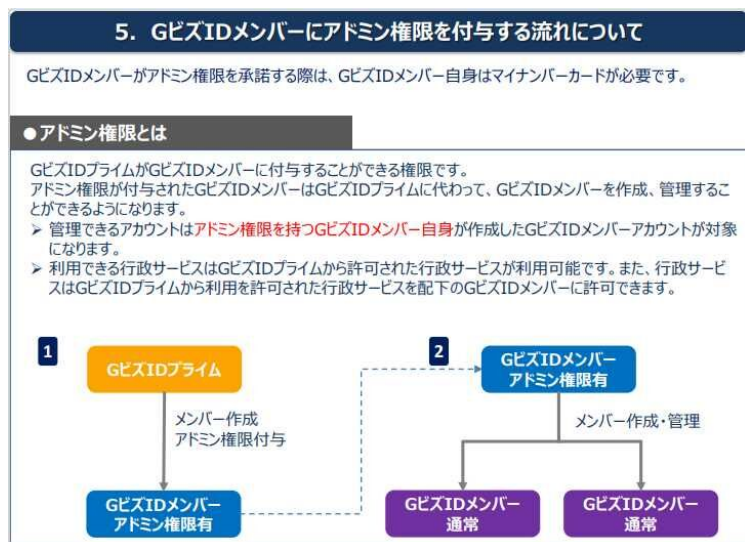 5. GビズIDメンバーにアドミン権限を付与する流れについて
GビズIDメンバーがアドミン権限を承諾する際は、GビズIDメンバー自身はマイナンバーカードが必要です。
●アドミン権限とは
GビズIDプライムがGビズIDメンバーに付与することができる権限です。
アドミン権限が付与されたGビズIDメンバーはGビズIDプライムに代わって、GビズIDメンバーを作成、管理するこ
とができるようになります。
➢ 管理できるアカウントはアドミン権限を持つGビズIDメンバー自身が作成したGビズIDメンバーアカウントが対象
になります。
➢ 利用できる行政サービスはGビズIDプライムから許可された行政サービスが利用可能です。また、行政サービ
スはGビズIDプライムから利用を許可された行政サービスを配下のGビズIDメンバーに許可できます。
1
GビズIDプライム
メンバー作成
アドミン権限付与
GビズIDメンバー
アドミン権限有
2
GビズIDメンバー
アドミン権限有
メンバー作成・管理
GビズIDメンバー
通常
GビズIDメンバー
通常